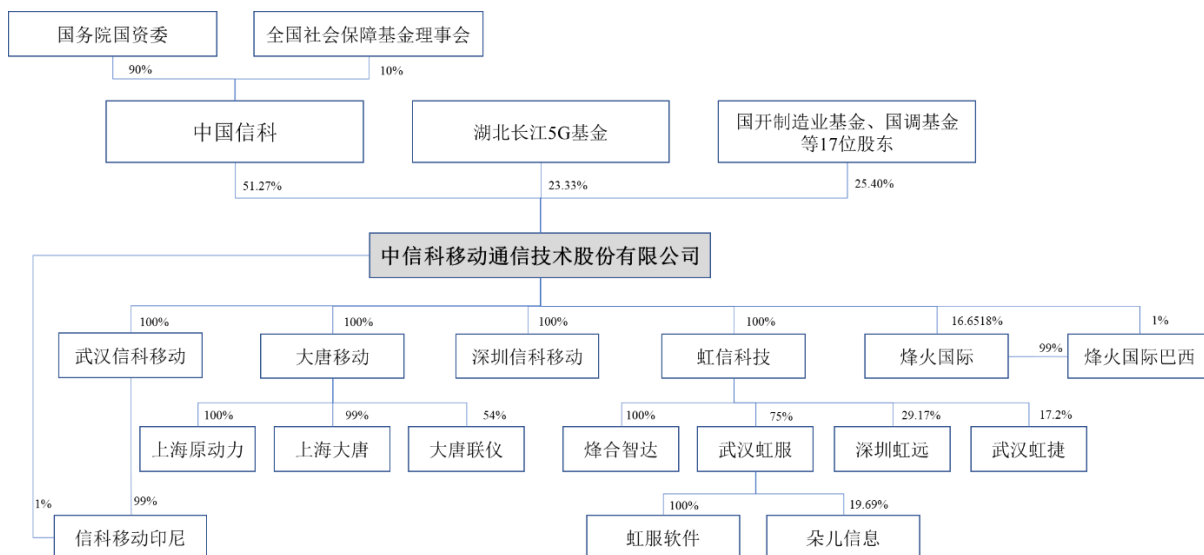 国务院国资委
全国社会保障基金理事会
90%
10%
中国信科
湖北长江5G基金
国开制造业基金、国调基金
等17位股东
51.27%
23.33%
25.40%
中信科移动通信技术股份有限公司
100%
100%
100%
100%
16.6518%
1%
武汉信科移动
大唐移动
深圳信科移动
虹信科技
烽火国际
99%
烽火国际巴西
100%
99%
54%
100%
75%
29.17%
17.2%
上海原动力
上海大唐
大唐联仪
烽合智达
武汉虹服
深圳虹远
武汉虹捷
1%
99%
100%
19.69%
信科移动印尼
虹服软件
朵儿信息